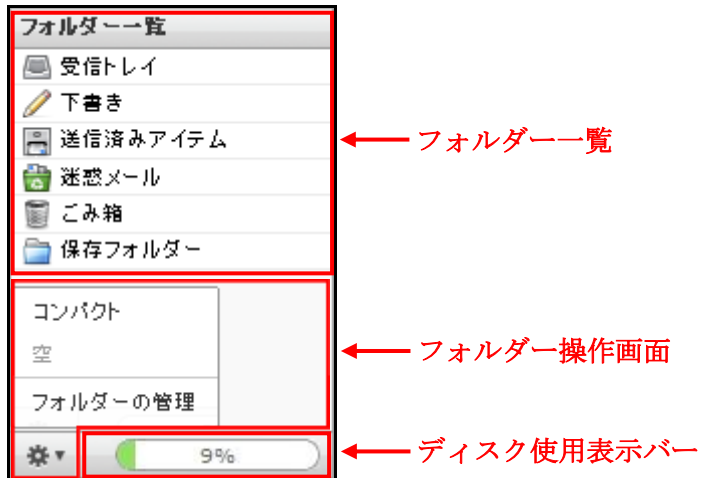 フォルダー一覧
受信トレイ
下書き
送信済みアイテム
迷惑メール
ごみ箱
保存フォルダー
フォルダー一覧
コンパクト
空
フォルダーの管理
フォルダー操作画面
9%
ディスク使用表示バー